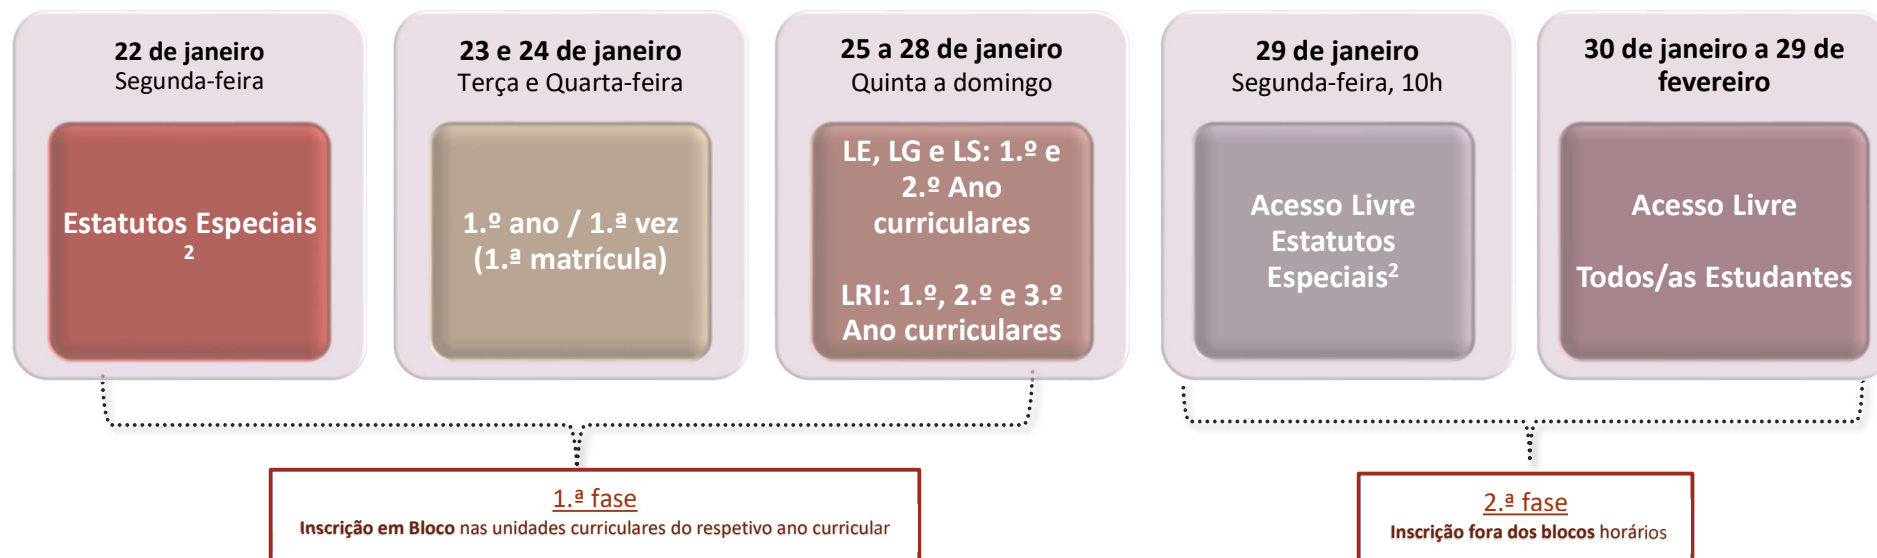 22 de janeiro
Segunda-feira
Estatutos Especiais
2
23 e 24 de janeiro
Terça e Quarta-feira
1.º ano / 1.ª vez
(1.ª matrícula)
25 a 28 de janeiro
Quinta a domingo
LE, LG e LS: 1.º e
2.º Ano
curriculares
LRI: 1.º, 2.º e 3.º
Ano curriculares
29 de janeiro
Segunda-feira, 10h
Acesso Livre
Estatutos
Especiais²
30 de janeiro a 29 de
fevereiro
Acesso Livre
Todos/as Estudantes
1.ª fase
Inscrição em Bloco nas unidades curriculares do respetivo ano curricular
2.ª fase
Inscrição fora dos blocos horários